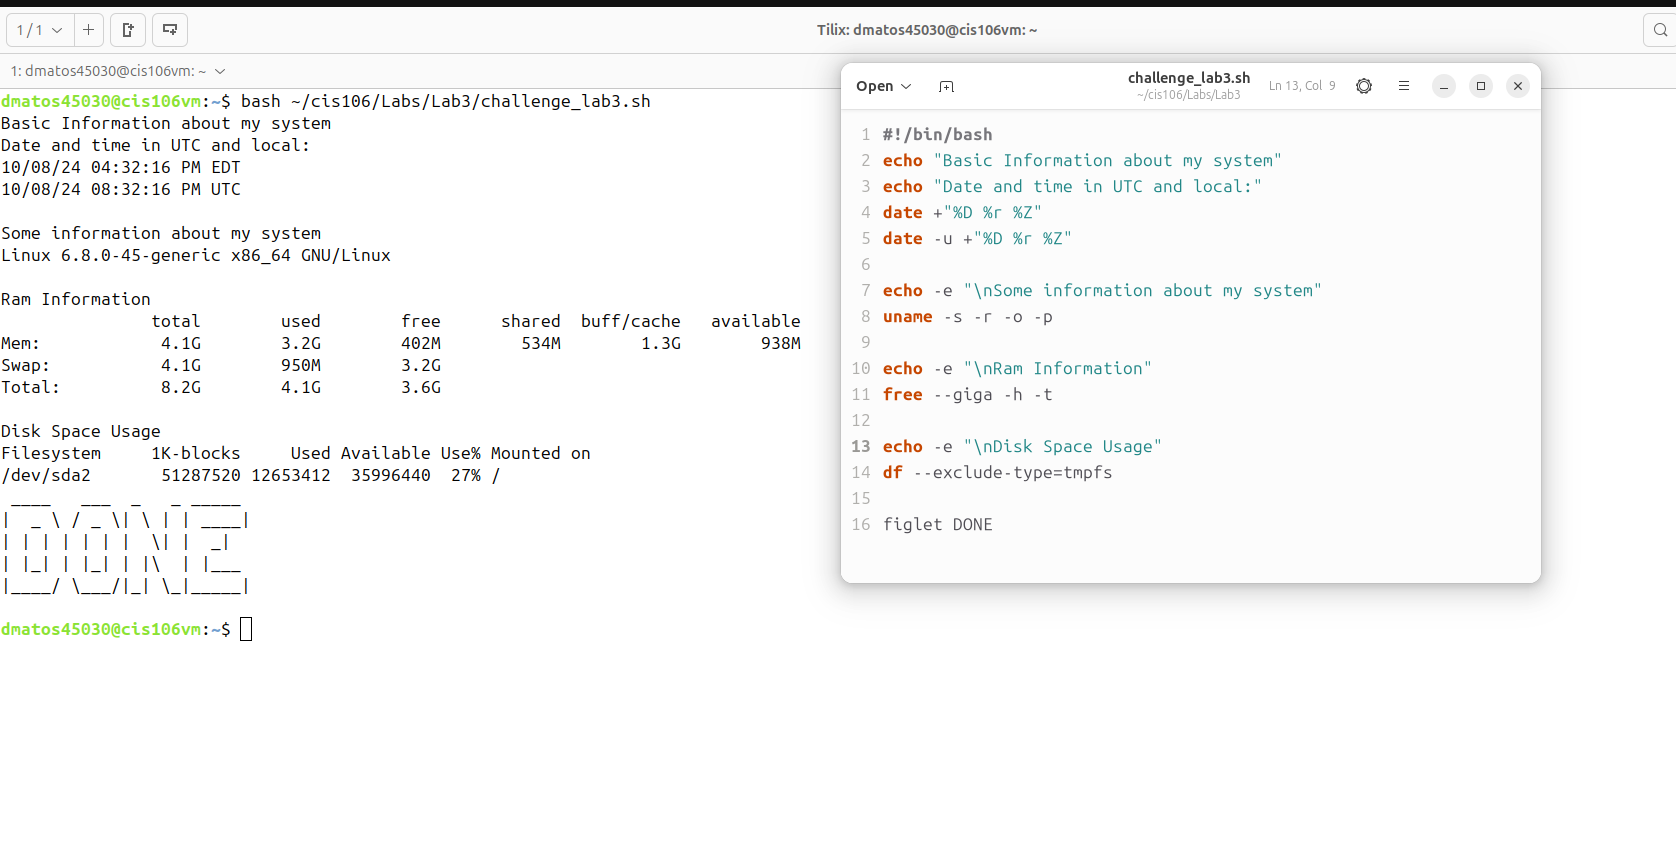 1 / 1
Tilix: dmatos45030@cis106vm: ~
1: dmatos45030@cis106vm: ~
dmatos45030@cis106vm:~$ bash ~/cis106/Labs/Lab3/challenge_lab3.sh
Basic Information about my system
Date and time in UTC and local:
10/08/24 04:32:16 PM EDT
10/08/24 08:32:16 PM UTC
Some information about my system
Linux 6.8.0-45-generic x86_64 GNU/Linux
Ram Information
total used free shared buff/cache available
Mem: 4.1G 3.2G 402M 534M 1.3G 938M
Swap: 4.1G 950M 3.2G
Total: 8.2G 4.1G 3.6G
Disk Space Usage
Filesystem 1K-blocks Used Available Use% Mounted on
/dev/sda2 51287520 12653412 35996440 27% /
DONE
dmatos45030@cis106vm:~$
Open
challenge_lab3.sh
~/cis106/Labs/Lab3
Ln 13, Col 9
1 #!/bin/bash
2 echo "Basic Information about my system"
3 echo "Date and time in UTC and local:"
4 date +"%D %r %Z"
5 date -u +"%D %r %Z"
6
7 echo -e "\nSome information about my system"
8 uname -s -r -o -p
9
10 echo -e "\nRam Information"
11 free --giga -h -t
12
13 echo -e "\nDisk Space Usage"
14 df --exclude-type=tmpfs
15
16 figlet DONE